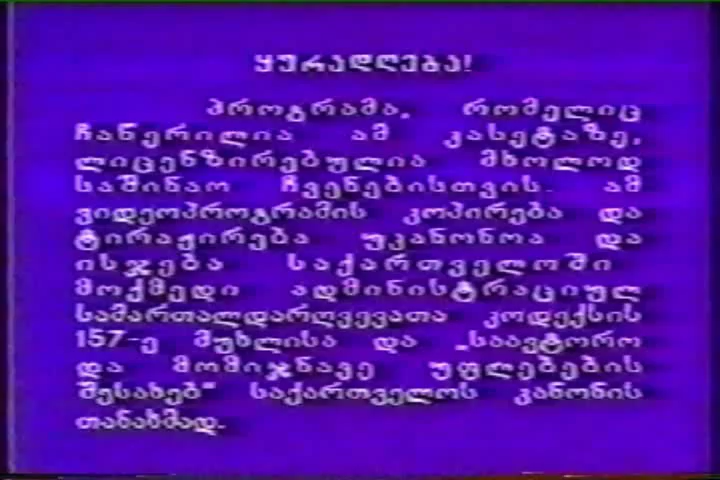 ყურადღება!
პროგრამა, რომელიც
ჩაწერილია ამ კასეტაზე,
ლიცენზირებულია მხოლოდ
საშინაო ჩვენებისთვის. ამ
ვიდეოპროგრამის კოპირება და
ტირაჟირება უკანონოა და
ისჯება საქართველოში
მოქმედი ადმინისტრაციულ
სამართალდარღვევათა კოდექსის
157-ე მუხლისა და „საავტორო
და მომიჯნავე უფლებების
შესახებ" საქართველოს კანონის
თანახმად.